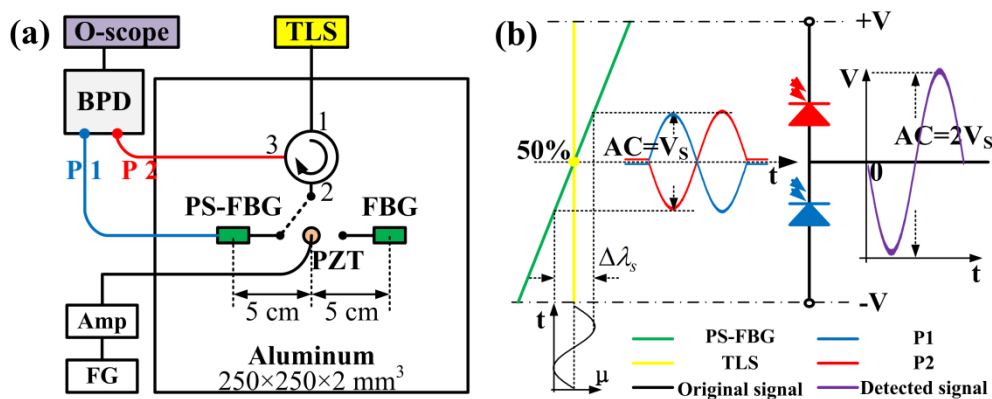 (a)
O-scope
TLS
BPD
1
3
2
P 1
P 2
PS-FBG
FBG
PZT
5 cm
5 cm
Amp
FG
Aluminum
250×250×2 mm³
(b)
+V
V
50%
AC=V_S
t
AC=2V_S
0
Δλ_s
t
-V
t
μ
PS-FBG
P1
TLS
P2
Original signal
Detected signal